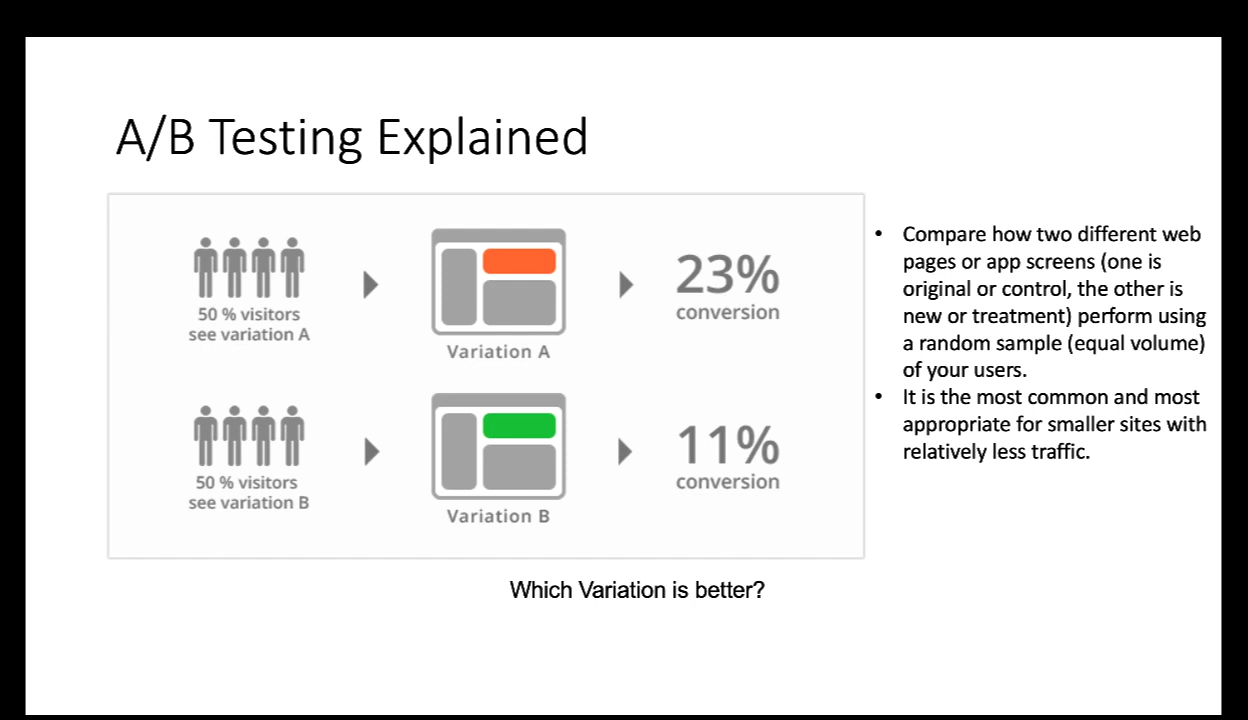 A/B Testing Explained
50 % visitors
see variation A
Variation A
23%
conversion
50 % visitors
see variation B
Variation B
11%
conversion
• Compare how two different web
pages or app screens (one is
original or control, the other is
new or treatment) perform using
a random sample (equal volume)
of your users.
• It is the most common and most
appropriate for smaller sites with
relatively less traffic.
Which Variation is better?